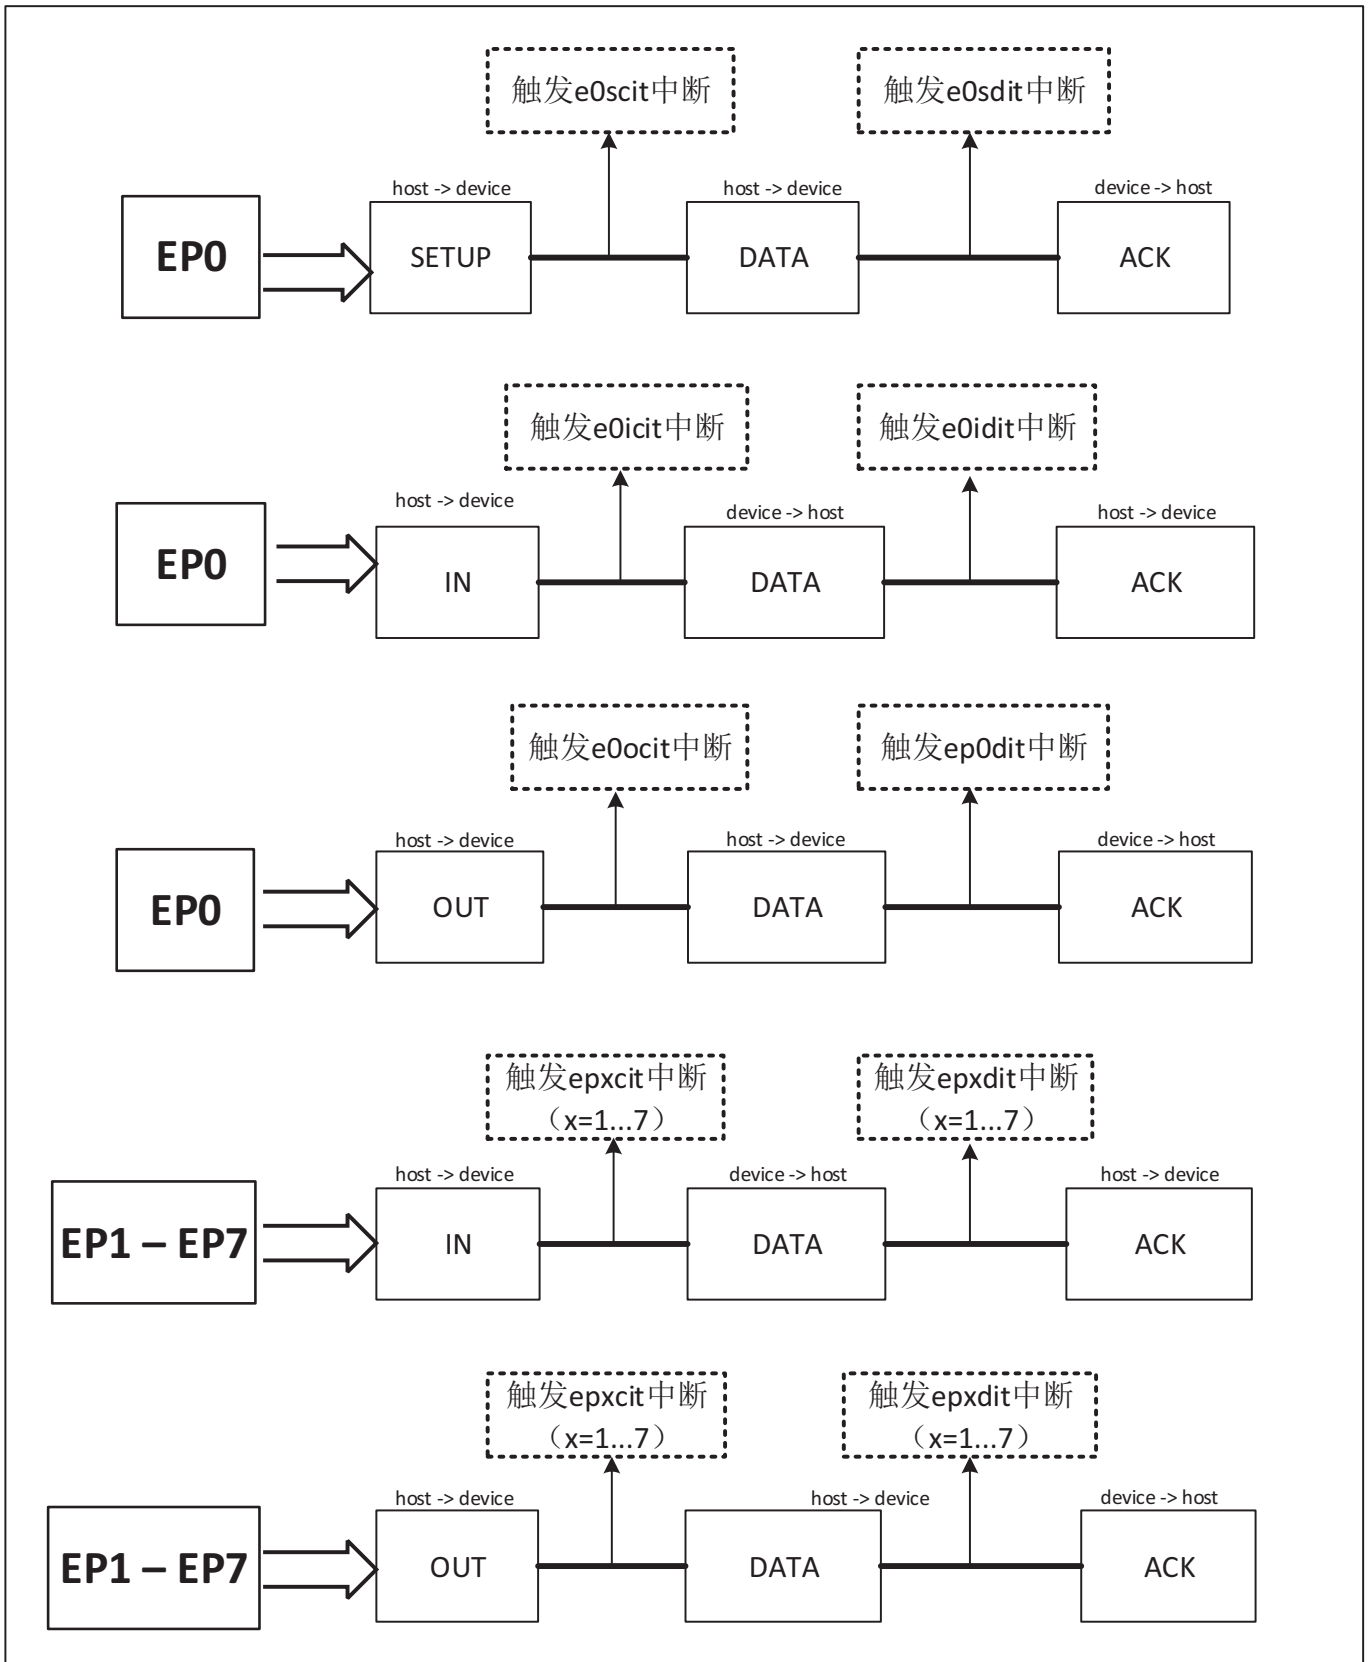 触发e0scit中断
触发e0sdit中断
host -> device
host -> device
device -> host
EP0
SETUP
DATA
ACK
触发e0icit中断
触发e0idit中断
host -> device
device -> host
host -> device
EP0
IN
DATA
ACK
触发e0ocit中断
触发ep0dit中断
host -> device
host -> device
device -> host
EP0
OUT
DATA
ACK
触发epxcit中断
（x=1...7）
触发epxdit中断
（x=1...7）
host -> device
device -> host
host -> device
EP1 – EP7
IN
DATA
ACK
触发epxcit中断
（x=1...7）
触发epxdit中断
（x=1...7）
host -> device
host -> device
device -> host
EP1 – EP7
OUT
DATA
ACK